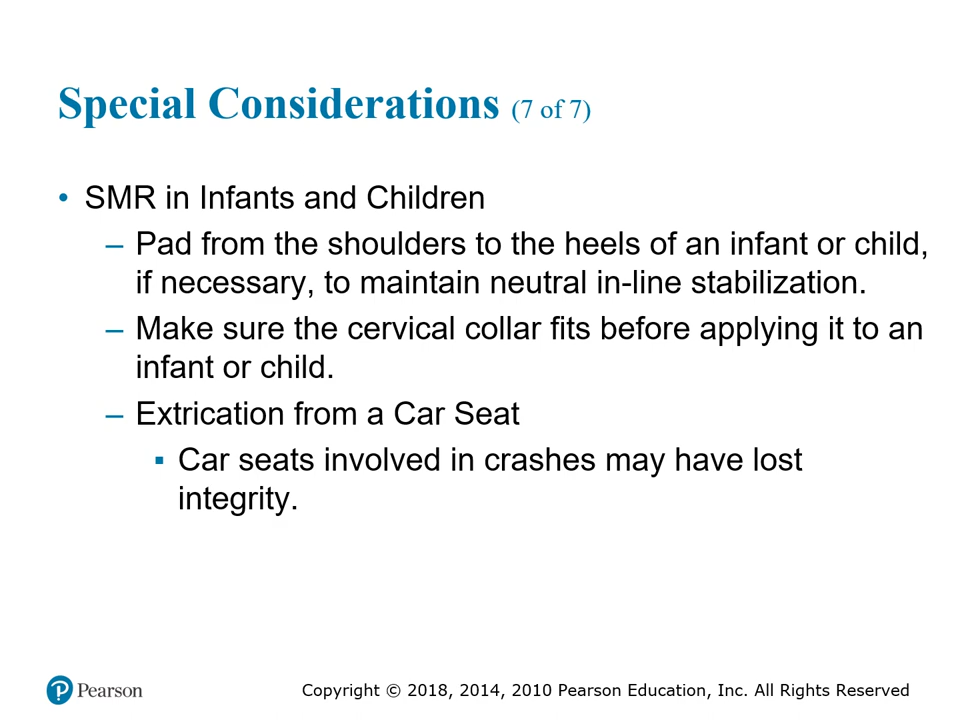 Special Considerations (7 of 7)
• SMR in Infants and Children
– Pad from the shoulders to the heels of an infant or child,
if necessary, to maintain neutral in-line stabilization.
– Make sure the cervical collar fits before applying it to an
infant or child.
– Extrication from a Car Seat
▪ Car seats involved in crashes may have lost
integrity.
Pearson
Copyright © 2018, 2014, 2010 Pearson Education, Inc. All Rights Reserved